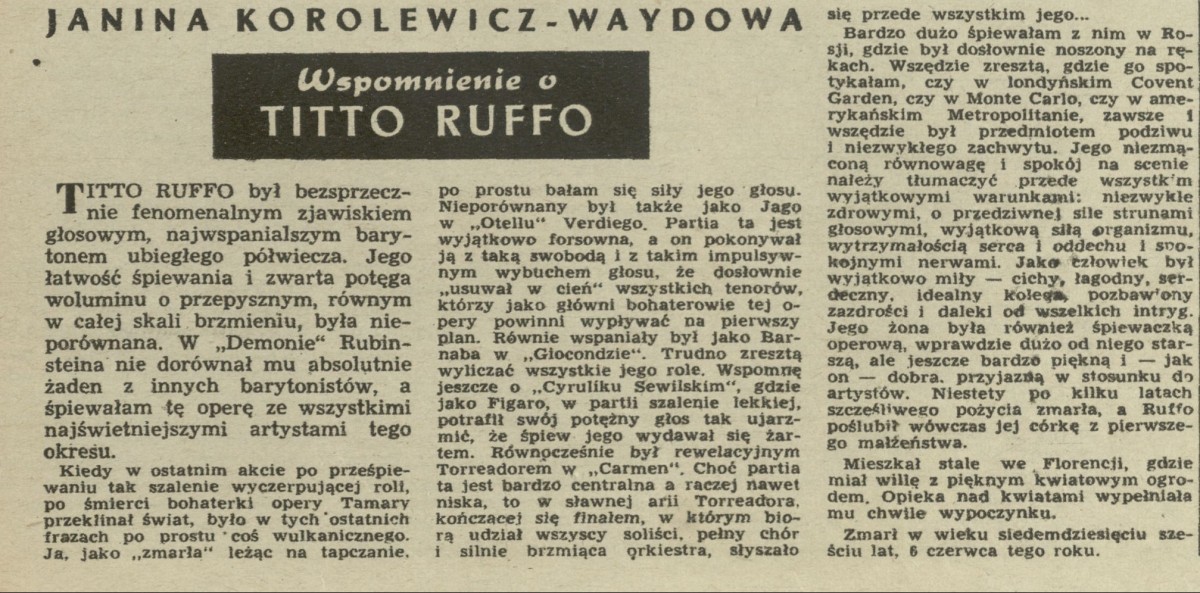 JANINA KOROLEWICZ-WAYDOWA
Wspomnienie o
TITTO RUFFO
TITTO RUFFO był bezsprzecz-
nie fenomenalnym zjawiskiem
głosowym, najwspanialszym bary-
tonem ubiegłego półwiecza. Jego
łatwość śpiewania i zwarta potęga
woluminu o przepysznym, równym
w całej skali brzmieniu, była nie-
porównana. W „Demonie" Rubin-
steina nie dorównał mu absolutnie
żaden z innych barytonistów, a
śpiewałam tę operę ze wszystkimi
najświetniejszymi artystami tego
okresu.
Kiedy w ostatnim akcie po prześpie-
waniu tak szalenie wyczerpującej roli,
po śmierci bohaterki opery Tamary
przeklinał świat, było w tych ostatnich
frazach po prostu coś wulkanicznego.
Ja, jako „zmarła" leżąc na tapczanie,
po prostu bałam się siły jego głosu.
Nieporównany był także jako Jago
w „Otellu" Verdiego. Partia ta jest
wyjątkowo forsowna, a on pokonywał
ją z taką swobodą i z takim impulsyw-
nym wybuchem głosu, że dosłownie
„usuwał w cień" wszystkich tenorów,
którzy jako główni bohaterowie tej o-
pery powinni wypływać na pierwszy
plan. Równie wspaniały był jako Bar-
naba w „Giocondzie". Trudno zresztą
wyliczać wszystkie jego role. Wspomnę
jeszcze o „Cyruliku Sewilskim", gdzie
jako Figaro, w partii szalenie lekkiej,
potrafił swój potężny głos tak ujarz-
mić, że śpiew jego wydawał się żar-
tem. Równocześnie był rewelacyjnym
Torreadorem w „Carmen". Choć partia
ta jest bardzo centralna a raczej nawet
niska, to w sławnej arii Torreadora,
kończącej się finałem, w którym bio-
rą udział wszyscy soliści, pełny chór
i silnie brzmiąca orkiestra, słyszało
się przede wszystkim jego...
Bardzo dużo śpiewałam z nim w Ro-
sji, gdzie był dosłownie noszony na rę-
kach. Wszędzie zresztą, gdzie go spo-
tykałam, czy w londyńskim Covent
Garden, czy w Monte Carlo, czy w ame-
rykańskim Metropolitanie, zawsze i
wszędzie był przedmiotem podziwu
i niezwykłego zachwytu. Jego niezmą-
coną równowagę i spokój na scenie
należy tłumaczyć przede wszystkim
wyjątkowymi warunkami: niezwykle
zdrowymi, o przedziwnej sile strunami
głosowymi, wyjątkową siłą organizmu,
wytrzymałością serca i oddechu i spo-
kojnymi nerwami. Jako człowiek był
wyjątkowo miły — cichy, łagodny, ser-
deczny, idealny kolega, pozbawiony
zazdrości i daleki od wszelkich intryg.
Jego żona była również śpiewaczką
operową, wprawdzie dużo od niego star-
szą, ale jeszcze bardzo piękną i — jak
on — dobra. przyjazną w stosunku do
artystów. Niestety po kilku latach
szczęśliwego pożycia zmarła, a Ruffo
poślubił wówczas jej córkę z pierwsze-
go małżeństwa.
Mieszkał stale we Florencji, gdzie
miał willę z pięknym kwiatowym ogro-
dem. Opieka nad kwiatami wypełniała
mu chwile wypoczynku.
Zmarł w wieku siedemdziesięciu sze-
ściu lat, 6 czerwca tego roku.